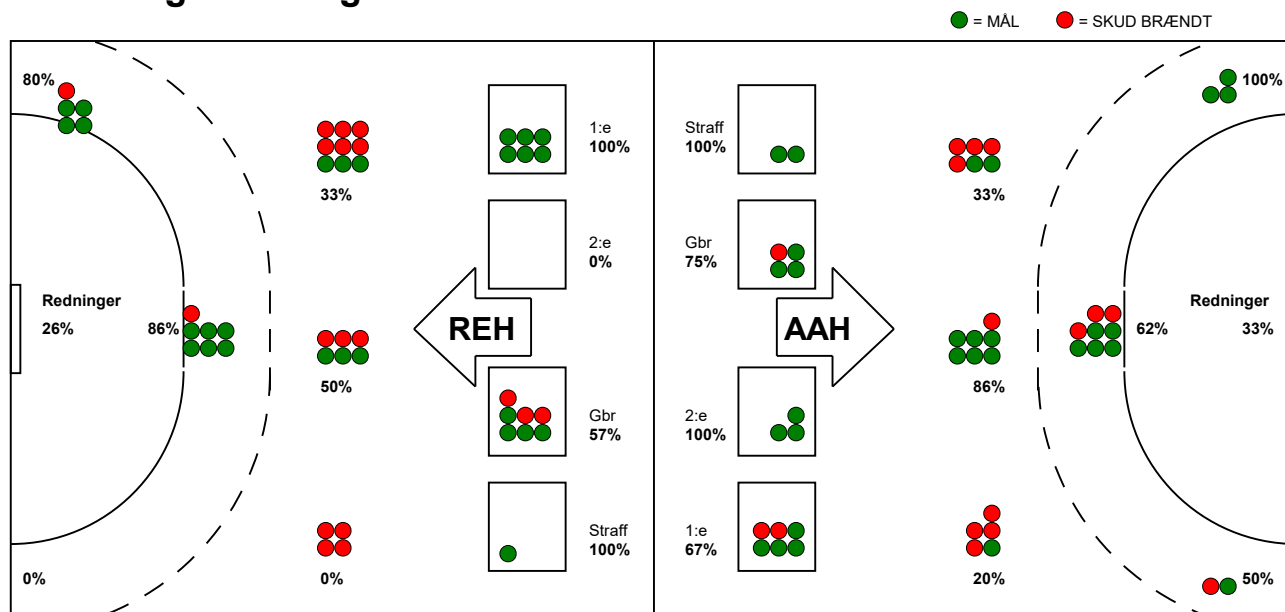 = MÅL = SKUD BRÆNDT
80%
33%
1:e
100%
2:e
0%
Redninger
26%
86%
50%
REH
Gbr
57%
Straff
100%
0%
0%
Straff
100%
Gbr
75%
AAH
2:e
100%
1:e
67%
33%
86%
20%
100%
62%
Redninger
33%
50%